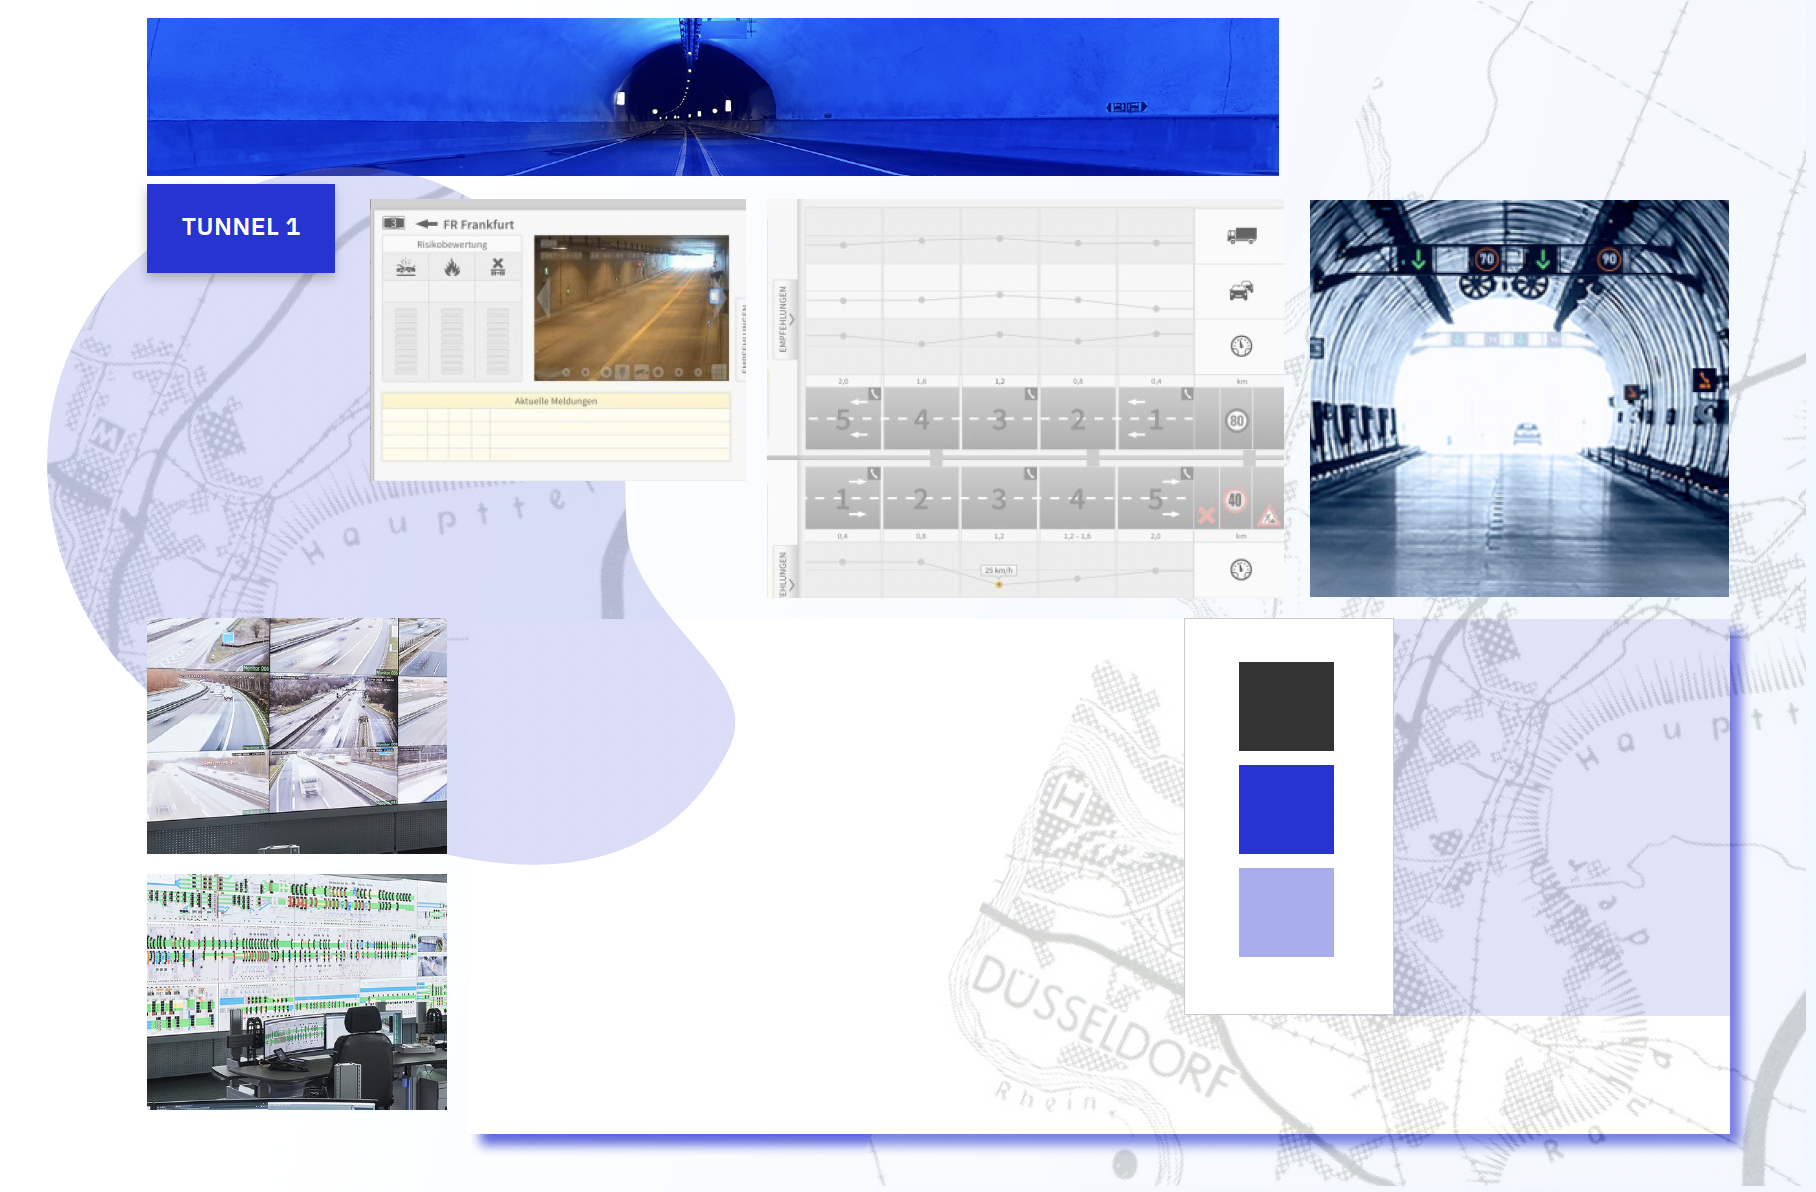 TUNNEL 1
3 FR Frankfurt
Risikobewertung
Aktuelle Meldungen
EMPFEHLUNGEN
EMPFEHLUNGEN
2,0 1,6 1,2 0,8 0,4 km
5 4 3 2 1 80
1 2 3 4 5 40
0,4 0,8 1,2 1,2 – 1,6 2,0 km
25 km/h
EHLUNGEN
70 90
M
Hauptte
H
Haupt
DÜSSELDORF
Rhein